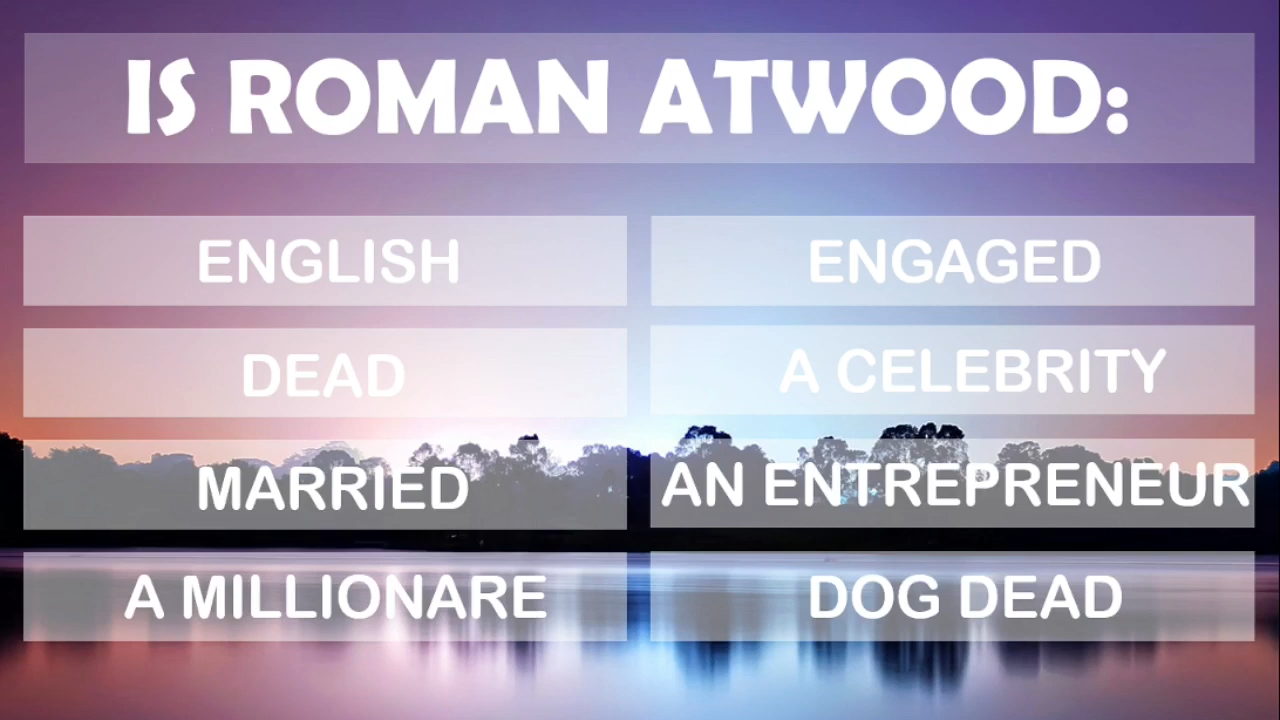 IS ROMAN ATWOOD:
ENGLISH
ENGAGED
DEAD
A CELEBRITY
MARRIED
AN ENTREPRENEUR
A MILLIONARE
DOG DEAD